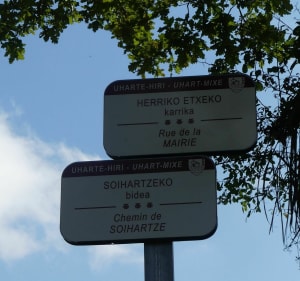 UHARTE-HIRI - UHART-MIXE
HERRIKO ETXEKO
karrika
Rue de la
MAIRIE
UHARTE-HIRI - UHART-MIXE
SOIHARTZEKO
bidea
Chemin de
SOIHARTZE